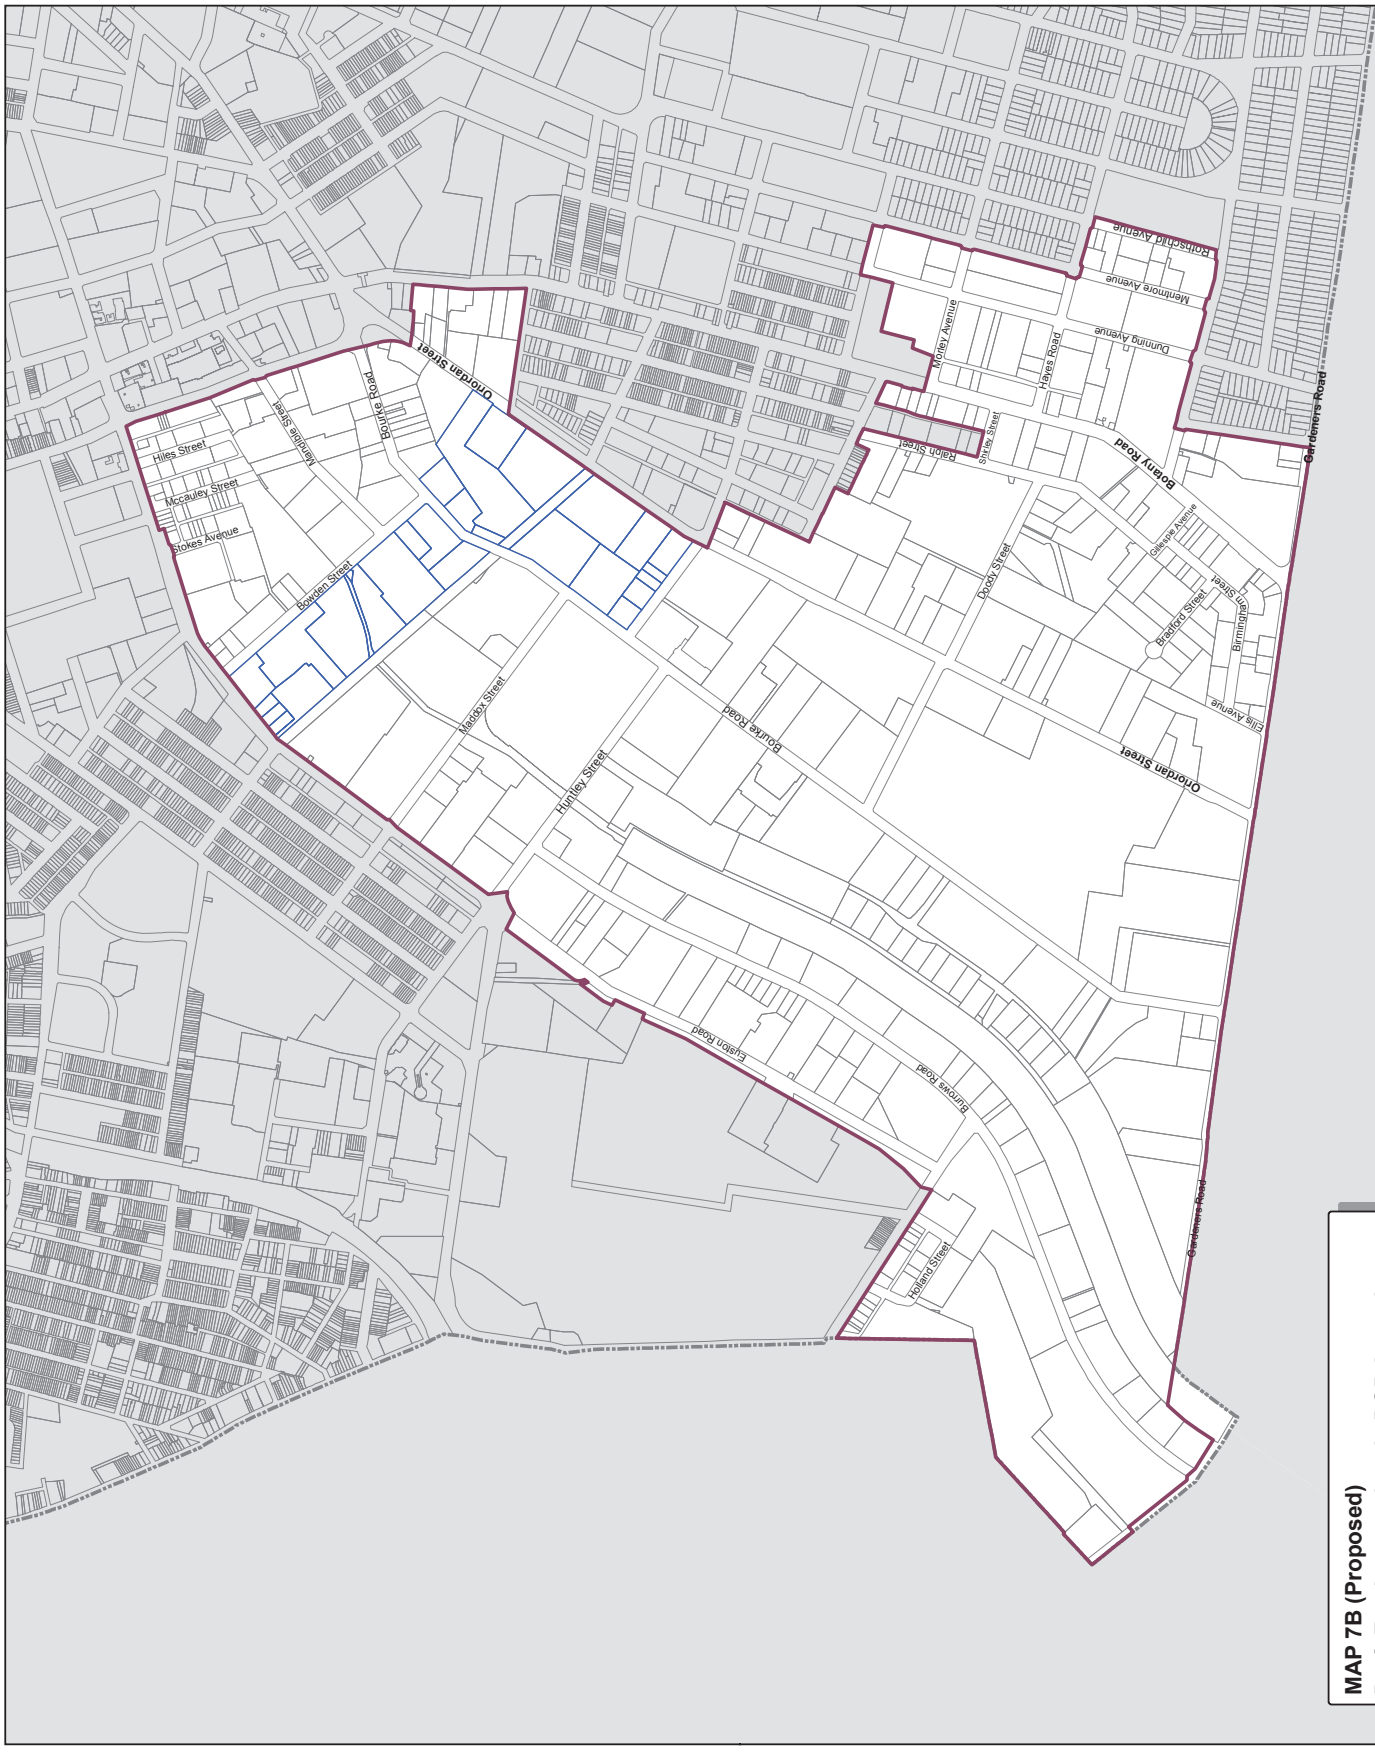 Hiles Street
Mccauley Street
Stokes Avenue
Mandible Street
Bourke Road
Oriordan Street
Bowden Street
Maddox Street
Huntley Street
Bourke Road
Rothschild Avenue
Mentmore Avenue
Dunning Avenue
Morley Avenue
Hayes Road
Shirley Street
Ralph Street
Botany Road
Gardeners Road
Gillespie Avenue
Doody Street
Bradford Street
Birmingham Street
Ellis Avenue
Oriordan Street
Euston Road
Burrows Road
Holland Street
Gardeners Road
MAP 7B (Proposed)